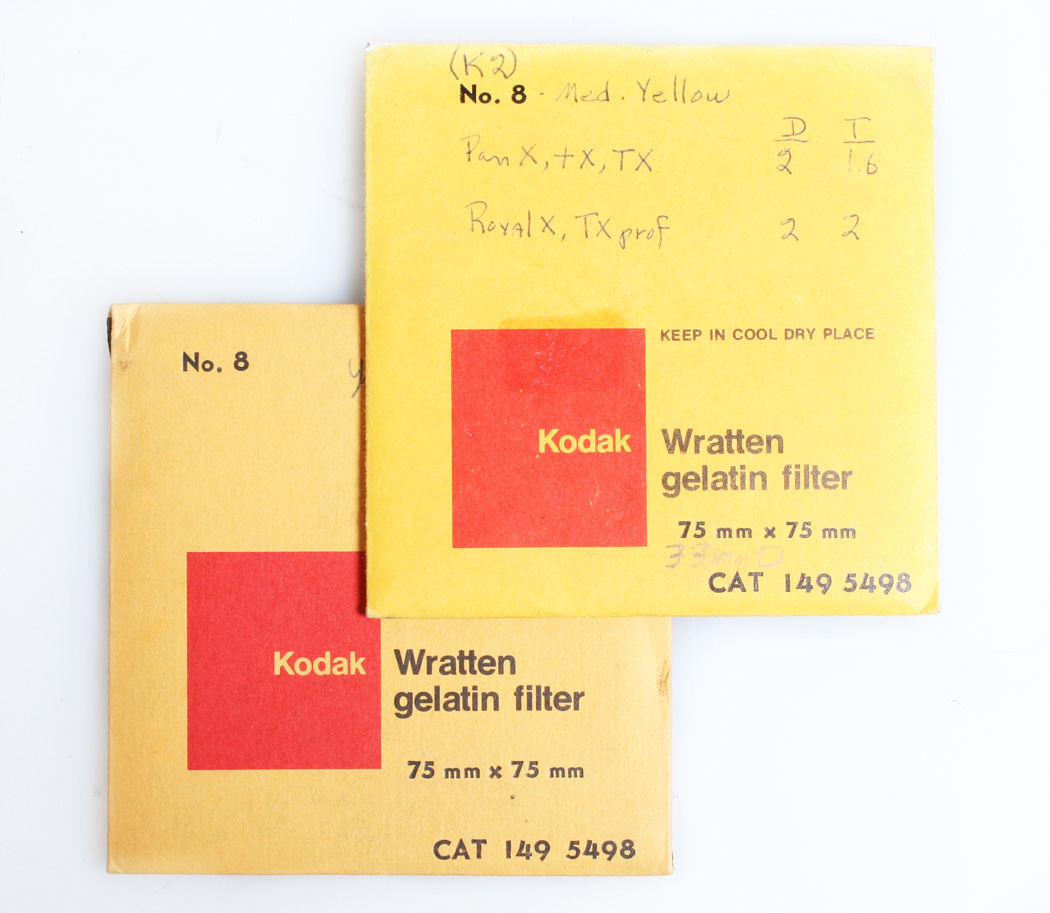 (K2)
No. 8 - Med. Yellow
D T
Pan X, +X, TX 2 1.6
Royal X, TX prof 2 2
KEEP IN COOL DRY PLACE
Kodak Wratten
gelatin filter
75 mm x 75 mm
33mm □
CAT 149 5498
No. 8
Kodak Wratten
gelatin filter
75 mm x 75 mm
CAT 149 5498